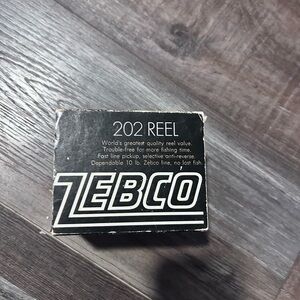 202 REEL
World's greatest quality reel value.
Trouble-free for more fishing time.
Fast line pickup, selective anti-reverse.
Dependable 10 lb. Zebco line, no lost fish.
ZEBCO